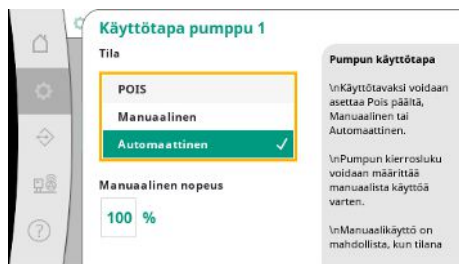 Käyttötapa pumppu 1
Tila
POIS
Manuaalinen
Automaattinen
Manuaalinen nopeus
100 %
Pumpun käyttötapa
\nKäyttötavaksi voidaan
asettaa Pois päältä,
Manuaalinen tai
Automaattinen.
\nPumpun kierrosluku
voidaan määrittää
manuaalista käyttöä
varten.
\nManuaalikäyttö on
mahdollista, kun tilana